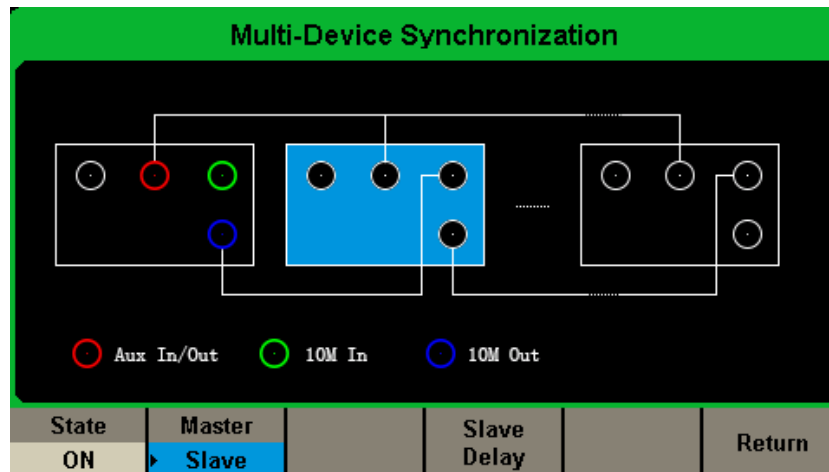 Multi-Device Synchronization
Aux In/Out 10M In 10M Out
State Master Slave Return
ON Slave Delay